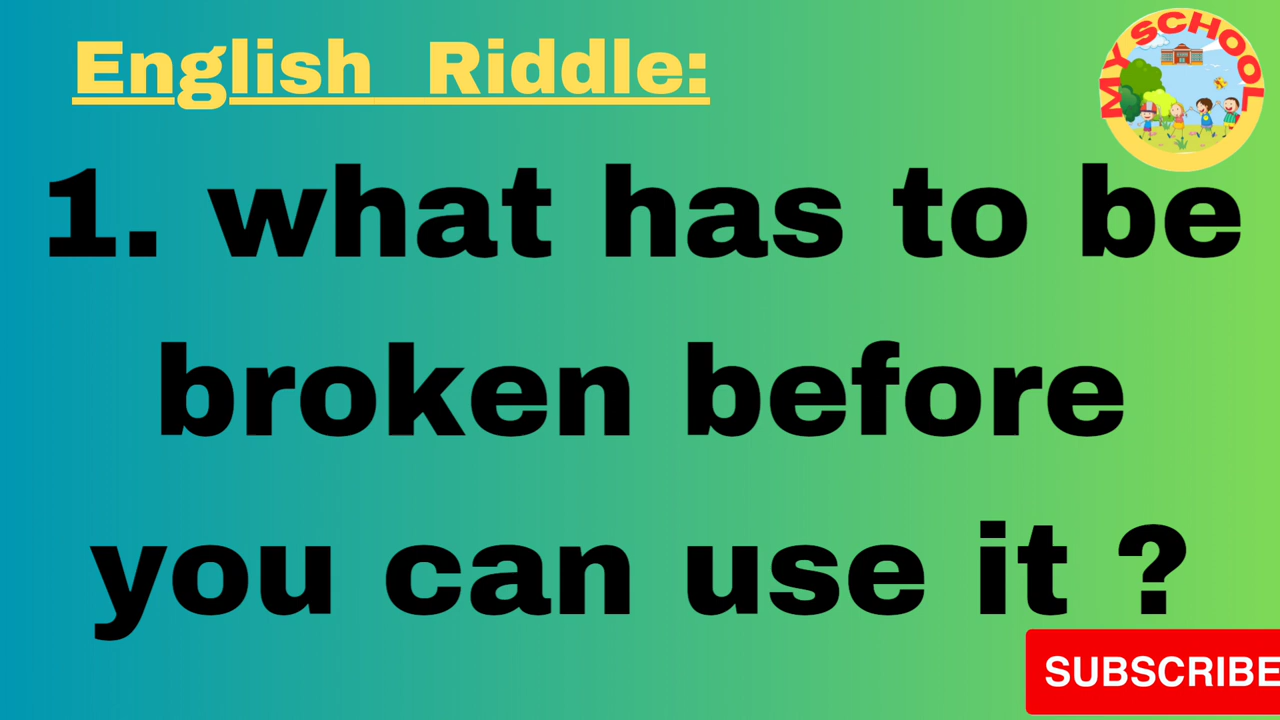 English Riddle:
MY SCHOOL
1. what has to be
broken before
you can use it ?
SUBSCRIBE